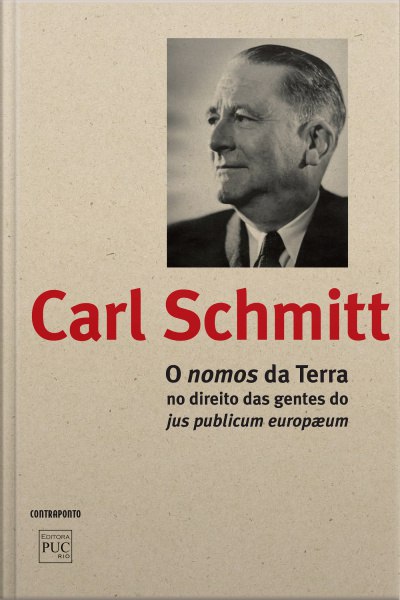 Carl Schmitt
O nomos da Terra
no direito das gentes do
jus publicum europæum
CONTRAPONTO
EDITORA
PUC
RIO